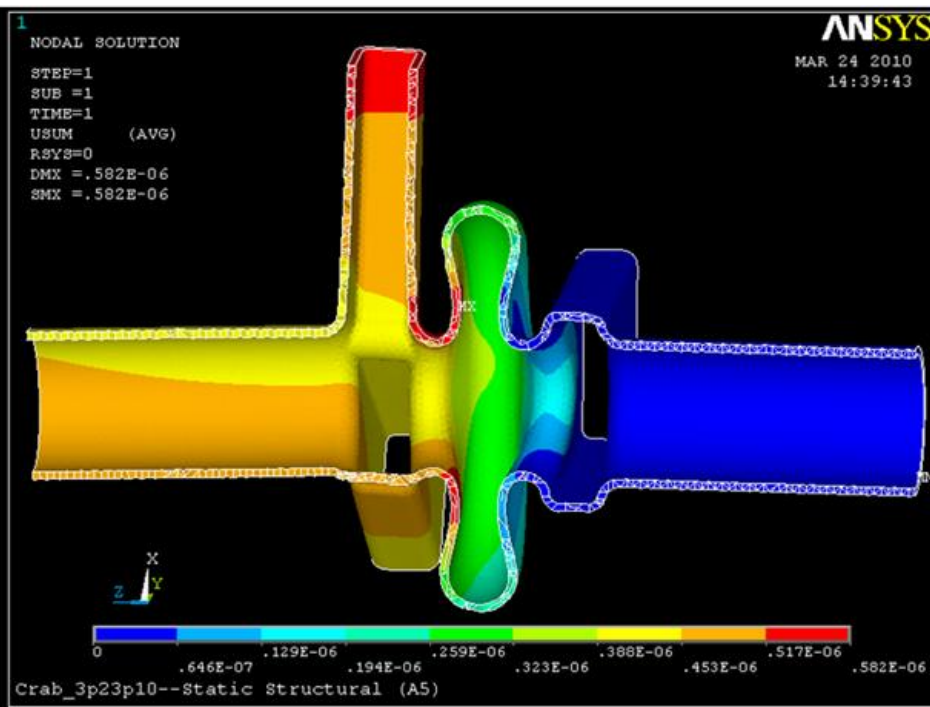 1
NODAL SOLUTION
STEP=1
SUB =1
TIME=1
USUM (AVG)
RSYS=0
DMX =.582E-06
SMX =.582E-06
ANSYS
MAR 24 2010
14:39:43
MX
X
Y
Z
0 .129E-06 .259E-06 .388E-06 .517E-06
.646E-07 .194E-06 .323E-06 .453E-06 .582E-06
Crab_3p23p10--Static Structural (A5)